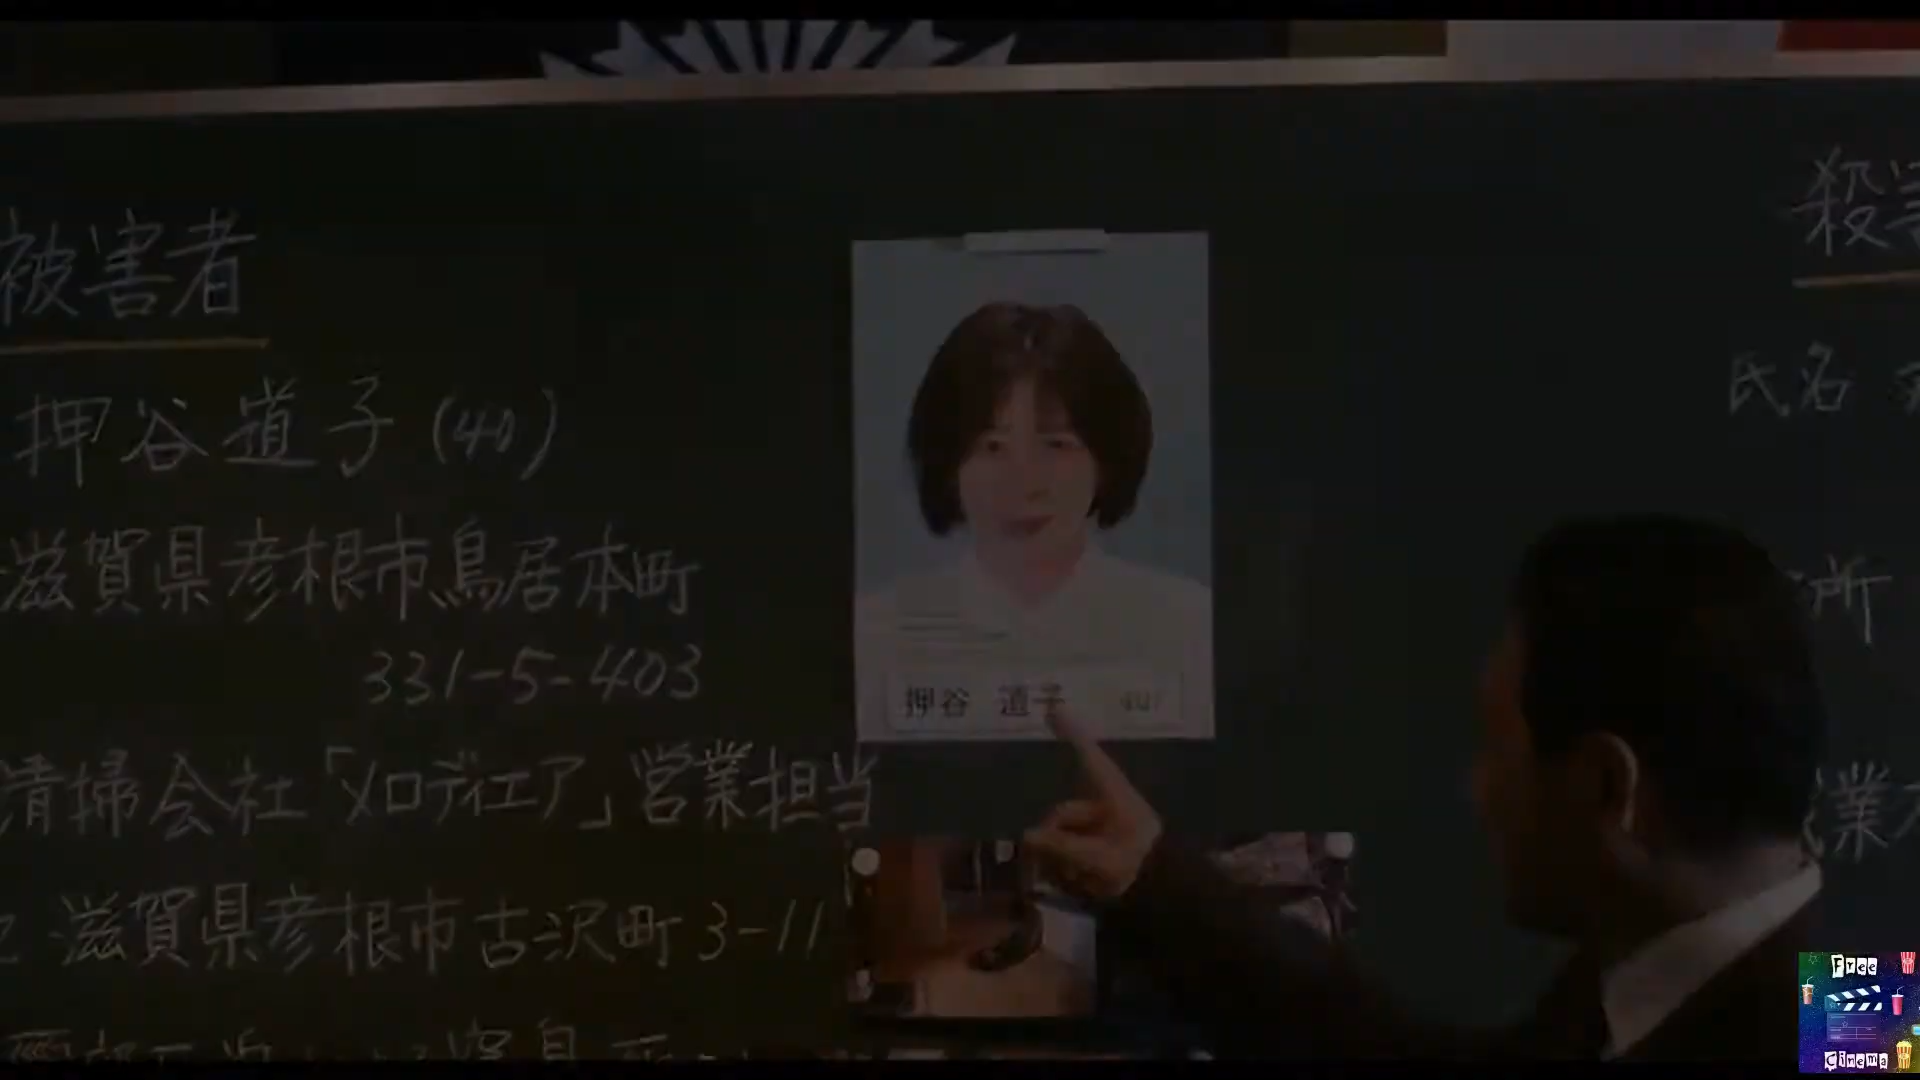 被害者
押谷道子(40)
滋賀県彦根市鳥居本町
331-5-403
清掃会社「メロディエア」営業担当
滋賀県彦根市古沢町3-11
押谷 道子
殺害
氏名
所
業
Free
Cinema